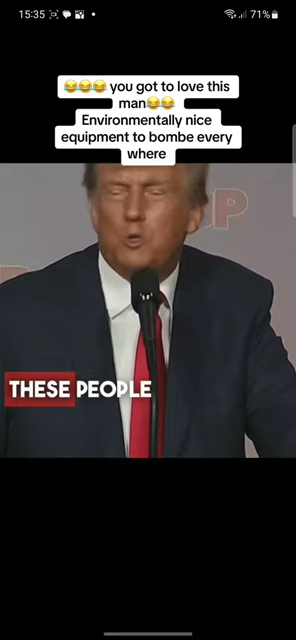 15:35 71%
😂😂😂 you got to love this
man😂😂
Environmentally nice
equipment to bombe every
where
THESE PEOPLE